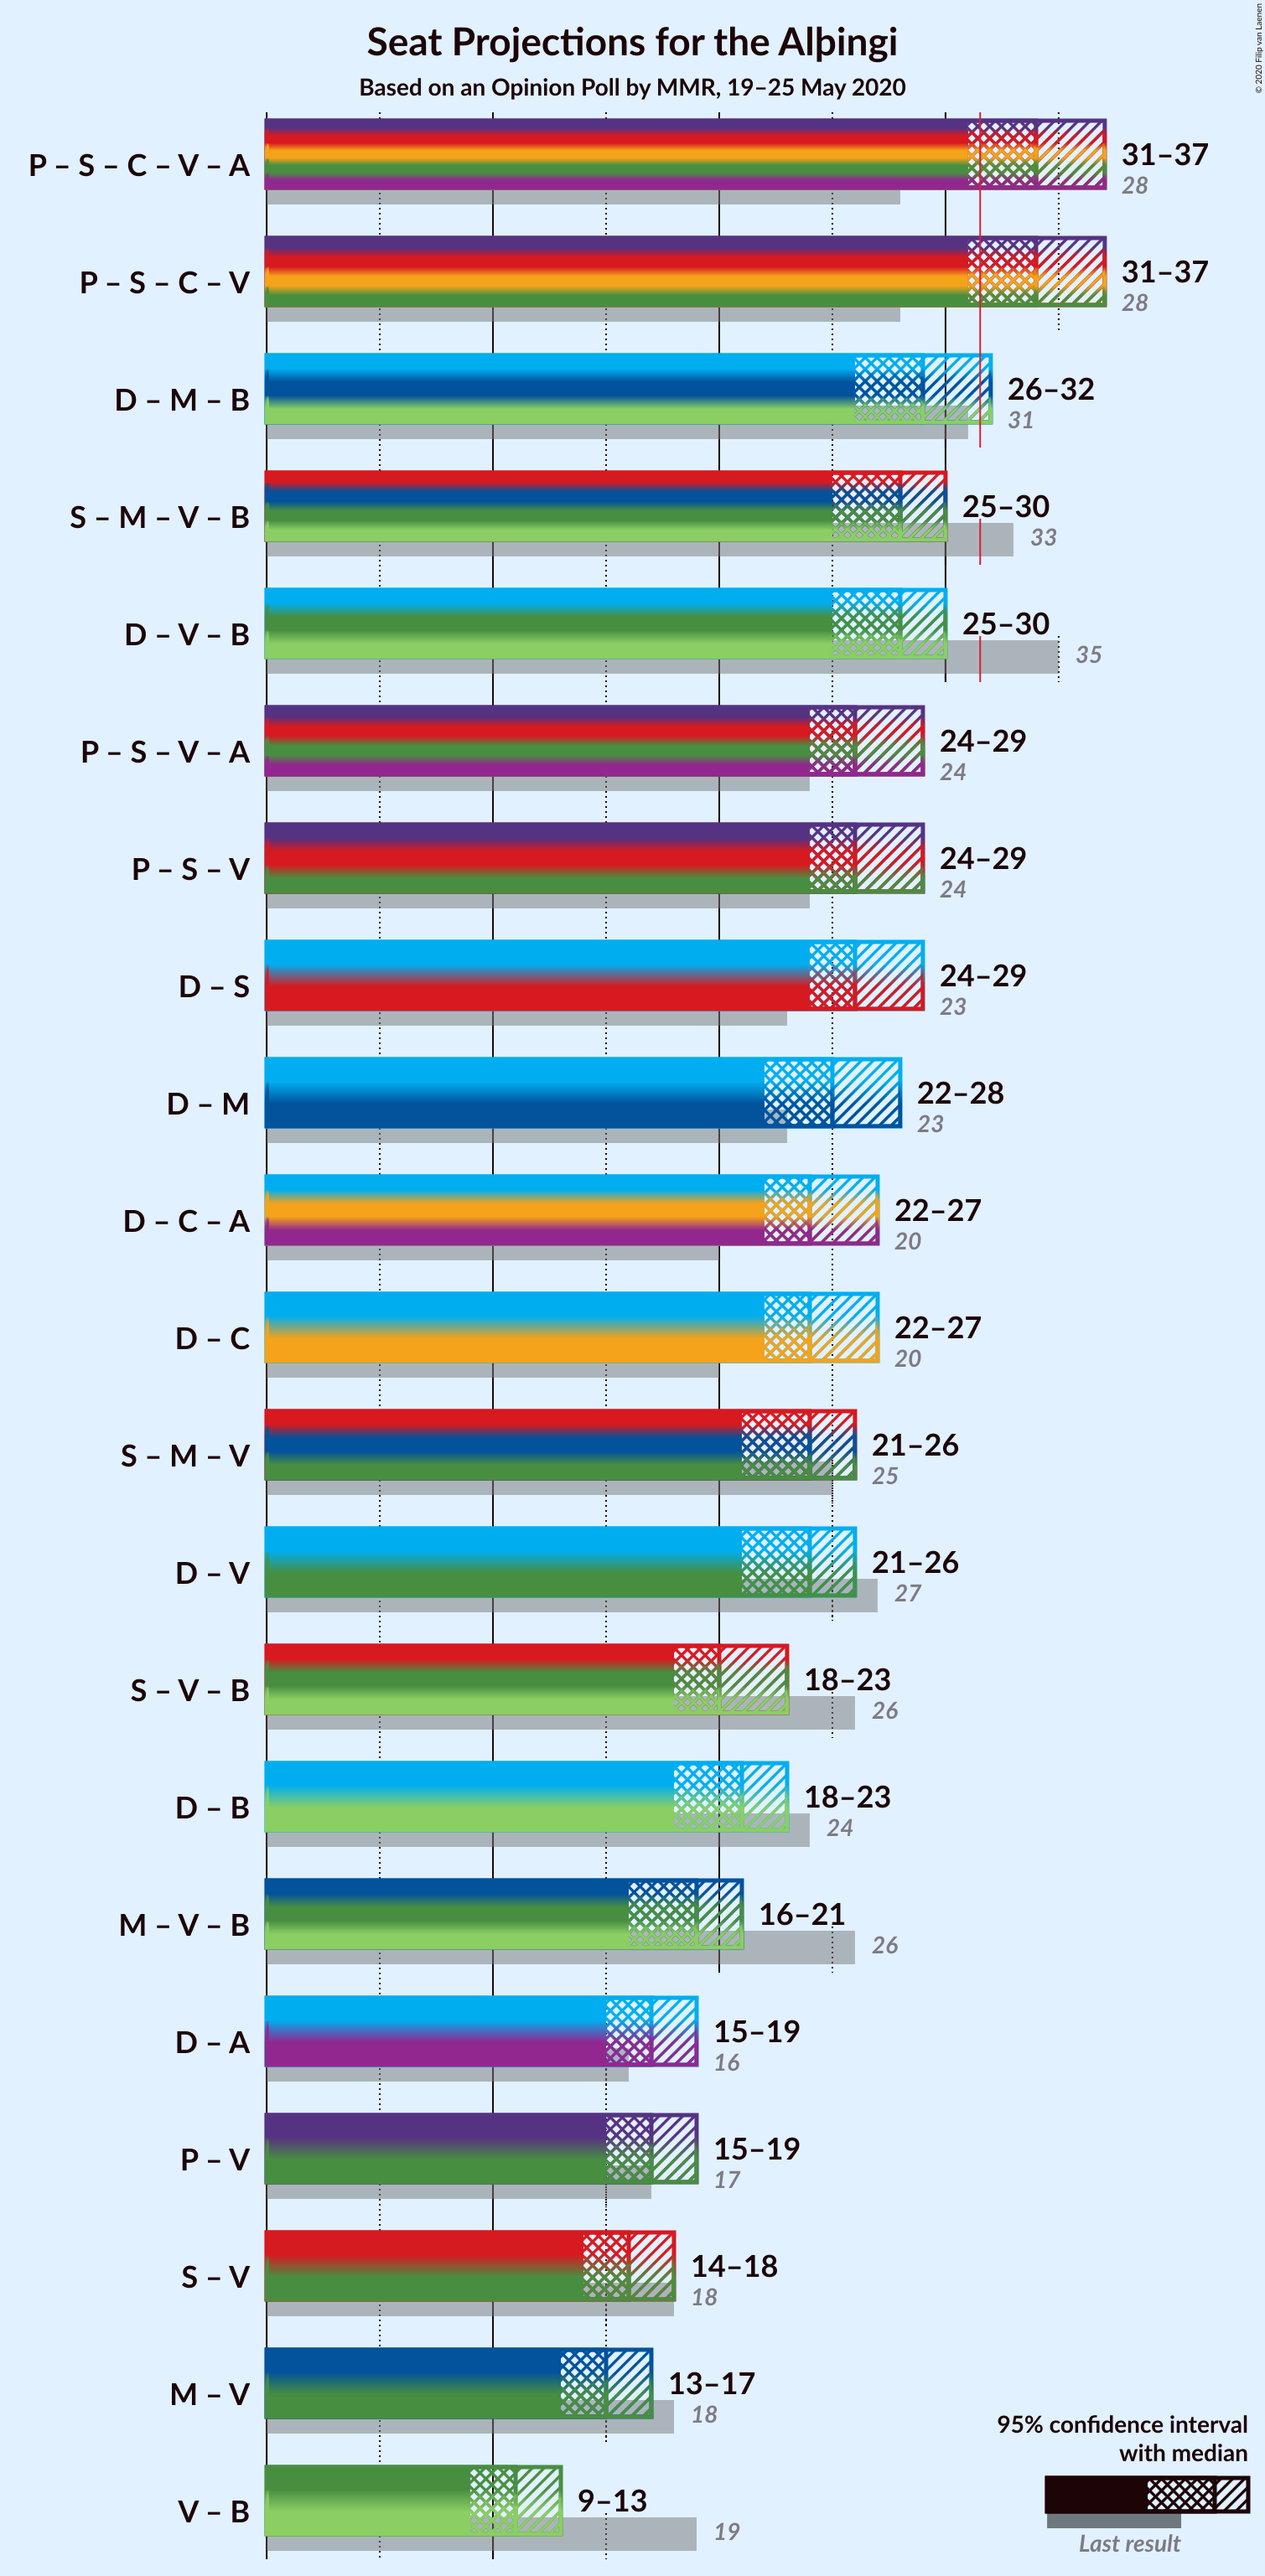 Seat Projections for the Alþingi
Based on an Opinion Poll by MMR, 19–25 May 2020
© 2020 Filip van Laenen
P – S – C – V – A
31–37
28
P – S – C – V
31–37
28
D – M – B
26–32
31
S – M – V – B
25–30
33
D – V – B
25–30
35
P – S – V – A
24–29
24
P – S – V
24–29
24
D – S
24–29
23
D – M
22–28
23
D – C – A
22–27
20
D – C
22–27
20
S – M – V
21–26
25
D – V
21–26
27
S – V – B
18–23
26
D – B
18–23
24
M – V – B
16–21
26
D – A
15–19
16
P – V
15–19
17
S – V
14–18
18
M – V
13–17
18
V – B
9–13
19
95% confidence interval
with median
Last result